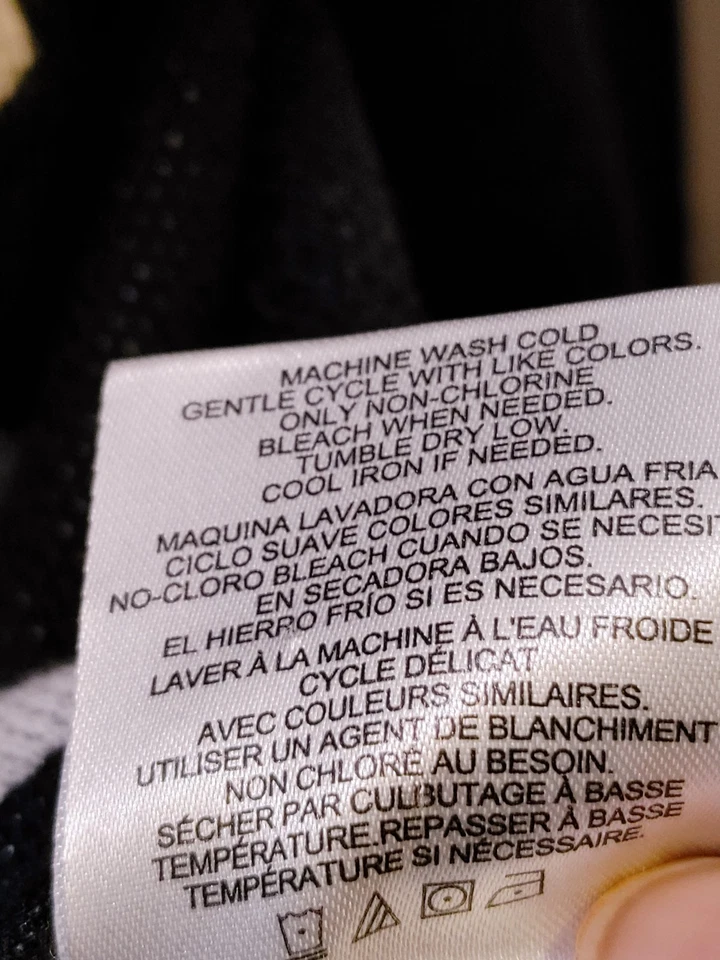 MACHINE WASH COLD
GENTLE CYCLE WITH LIKE COLORS.
ONLY NON-CHLORINE
BLEACH WHEN NEEDED.
TUMBLE DRY LOW.
COOL IRON IF NEEDED.
MAQUINA LAVADORA CON AGUA FRIA
CICLO SUAVE COLORES SIMILARES.
NO-CLORO BLEACH CUANDO SE NECESIT
EN SECADORA BAJOS.
EL HIERRO FRÍO SI ES NECESARIO.
LAVER À LA MACHINE À L'EAU FROIDE
CYCLE DÉLICAT
AVEC COULEURS SIMILAIRES.
UTILISER UN AGENT DE BLANCHIMENT
NON CHLORÉ AU BESOIN.
SÉCHER PAR CULBUTAGE À BASSE
TEMPÉRATURE.REPASSER À BASSE
TEMPÉRATURE SI NÉCESSAIRE.